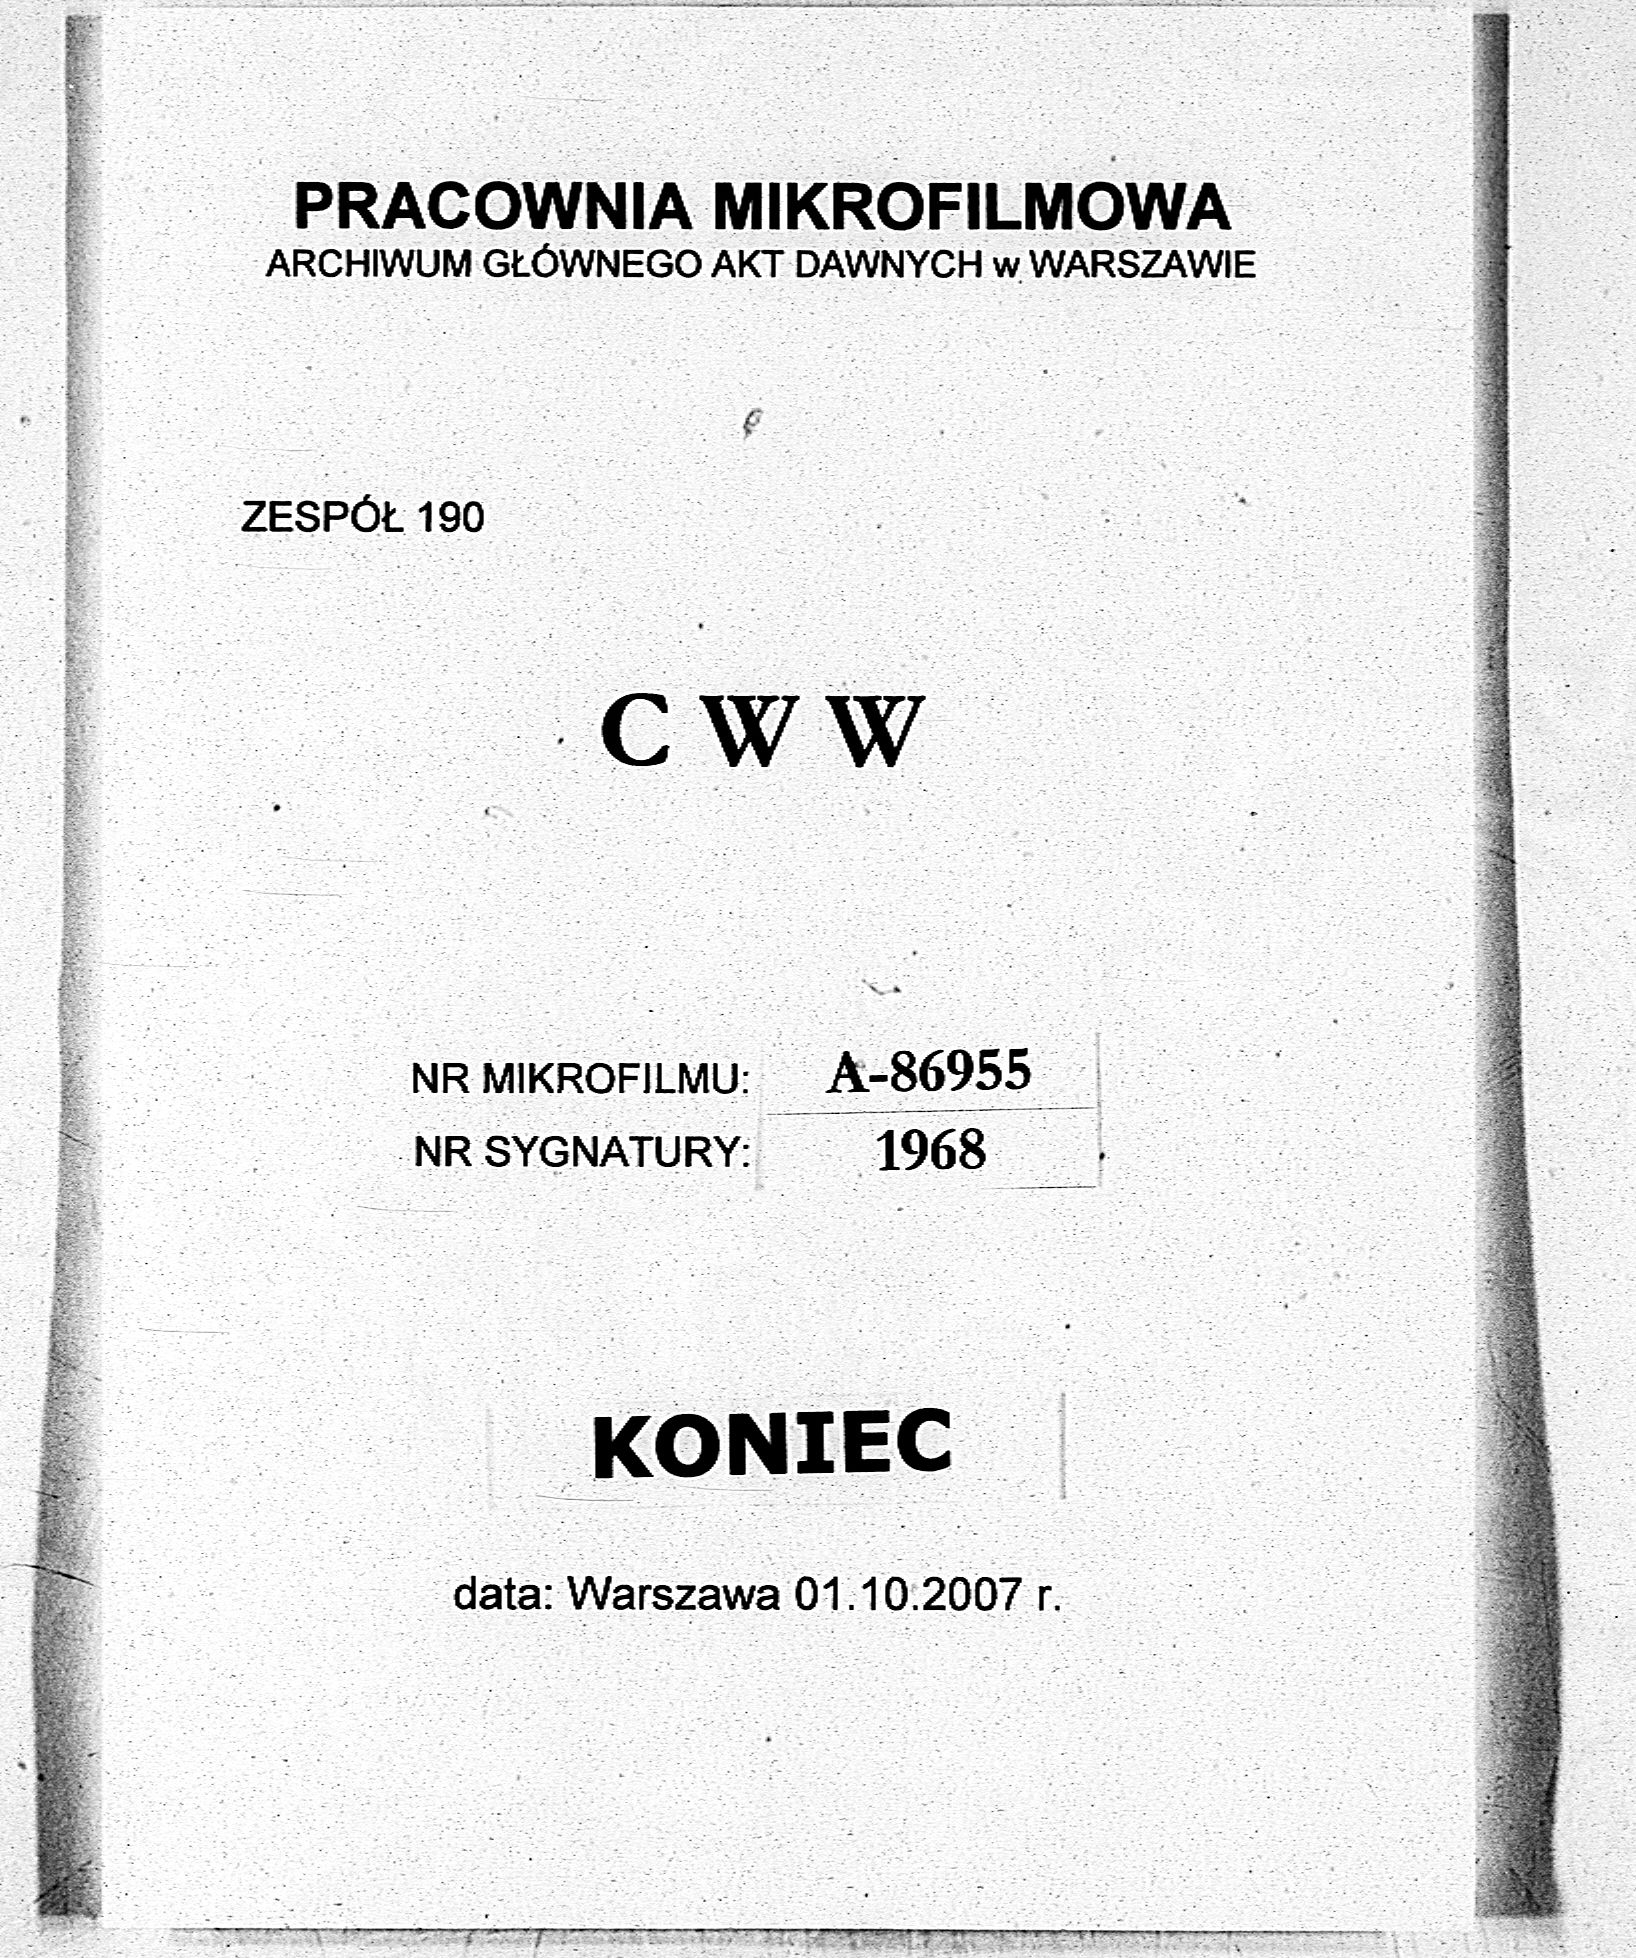 PRACOWNIA MIKROFILMOWA
ARCHIWUM GŁÓWNEGO AKT DAWNYCH w WARSZAWIE
ZESPÓŁ 190
C W W
NR MIKROFILMU: A-86955
NR SYGNATURY: 1968
KONIEC
data: Warszawa 01.10.2007 r.